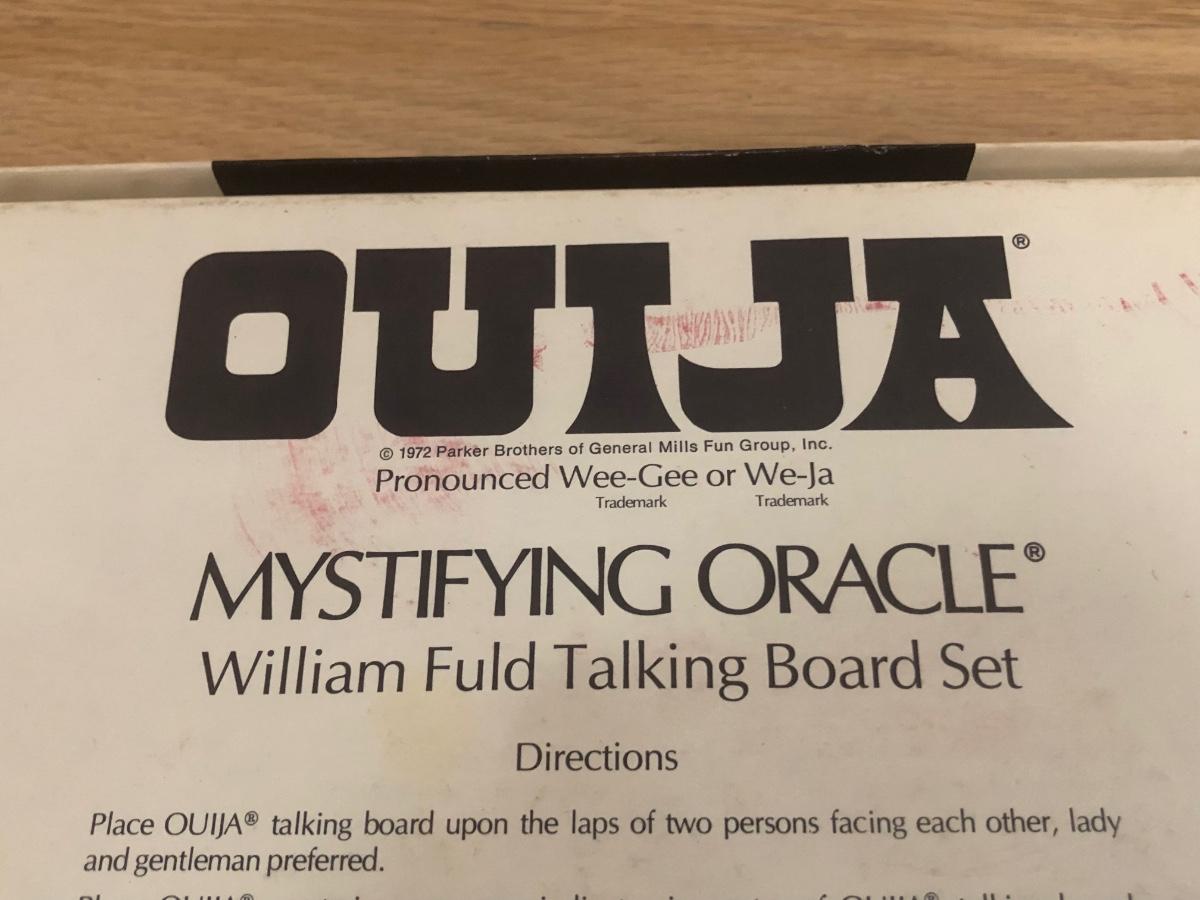 OUIJA®
© 1972 Parker Brothers of General Mills Fun Group, Inc.
Pronounced Wee-Gee or We-Ja
Trademark Trademark
MYSTIFYING ORACLE®
William Fuld Talking Board Set
Directions
Place OUIJA® talking board upon the laps of two persons facing each other, lady
and gentleman preferred.